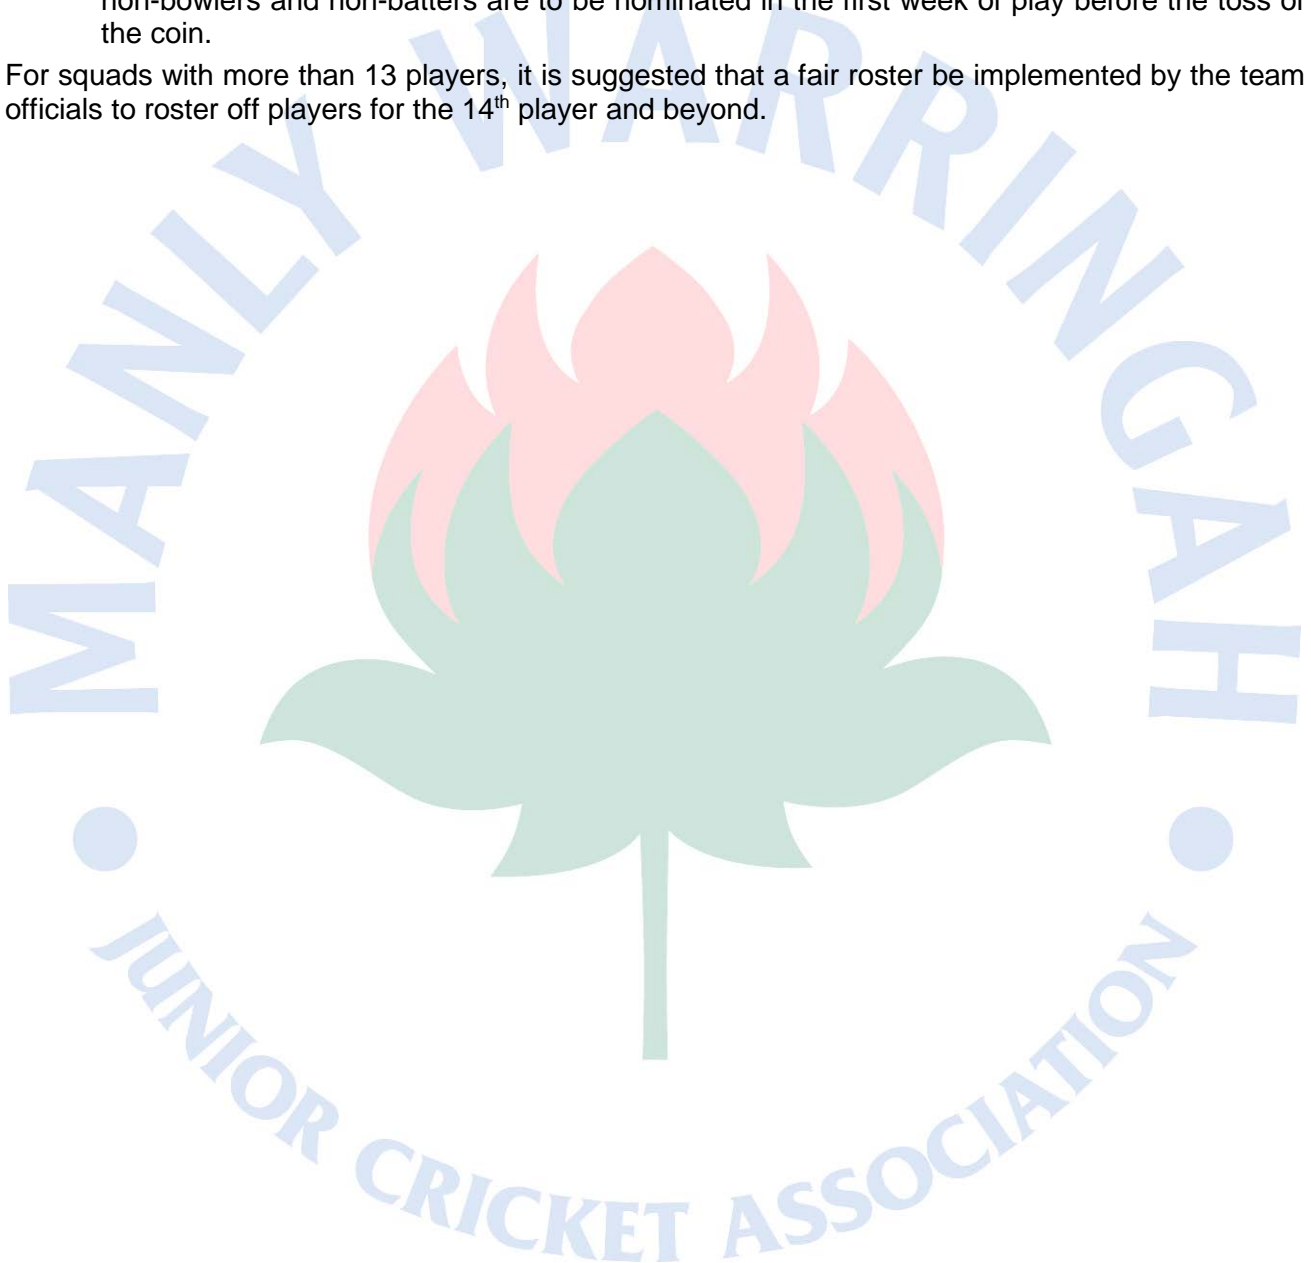 non-bowlers and non-batters are to be nominated in the first week of play before the toss of
the coin.
For squads with more than 13 players, it is suggested that a fair roster be implemented by the team
officials to roster off players for the 14th player and beyond.
MANLY WARRINGAH
JUNIOR CRICKET ASSOCIATION